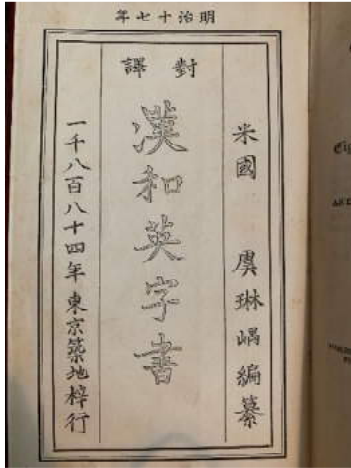 明治十七年
米國 虞琳嵎編纂
對譯
漢和英字書
一千八百八十四年東京築地梓行